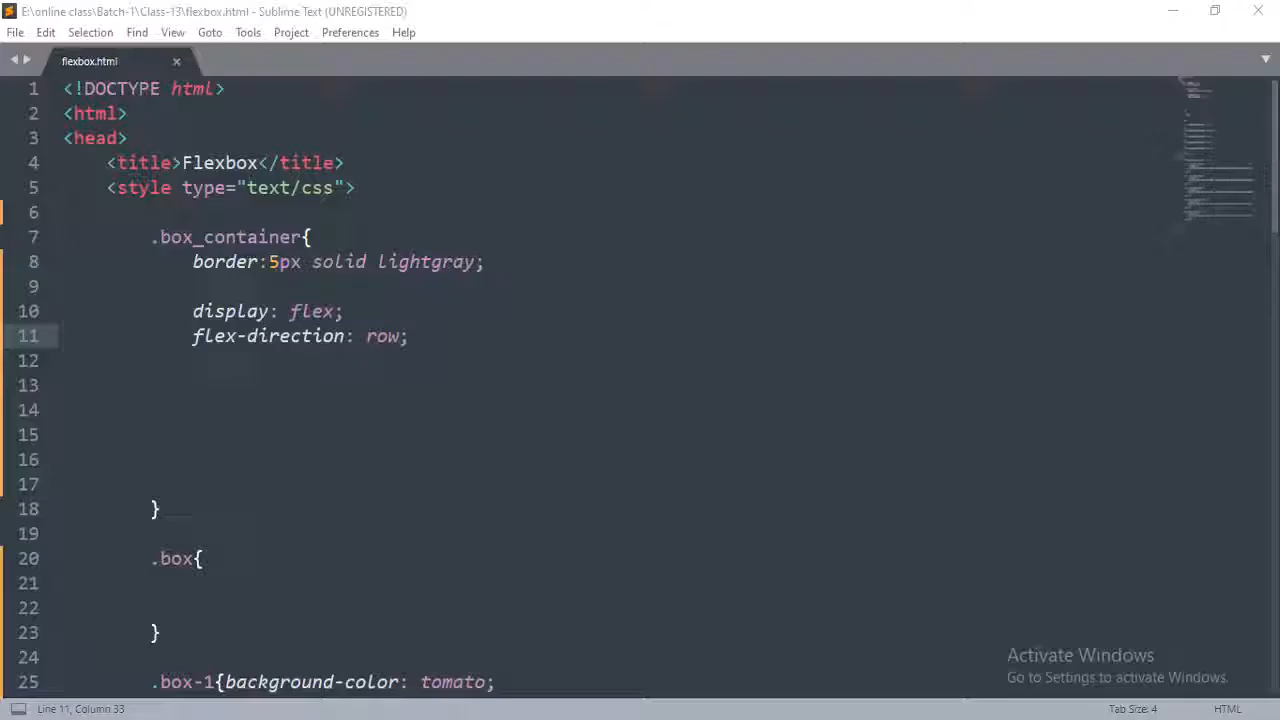 E:\online class\Batch-1\Class-13\flexbox.html - Sublime Text (UNREGISTERED)
File Edit Selection Find View Goto Tools Project Preferences Help
flexbox.html
1 <!DOCTYPE html>
2 <html>
3 <head>
4 <title>Flexbox</title>
5 <style type="text/css">
6
7 .box_container{
8 border:5px solid lightgray;
9
10 display: flex;
11 flex-direction: row;
12
13
14
15
16
17
18 }
19
20 .box{
21
22
23 }
24
25 .box-1{background-color: tomato;
Activate Windows
Go to Settings to activate Windows.
Line 11, Column 33 Tab Size: 4 HTML